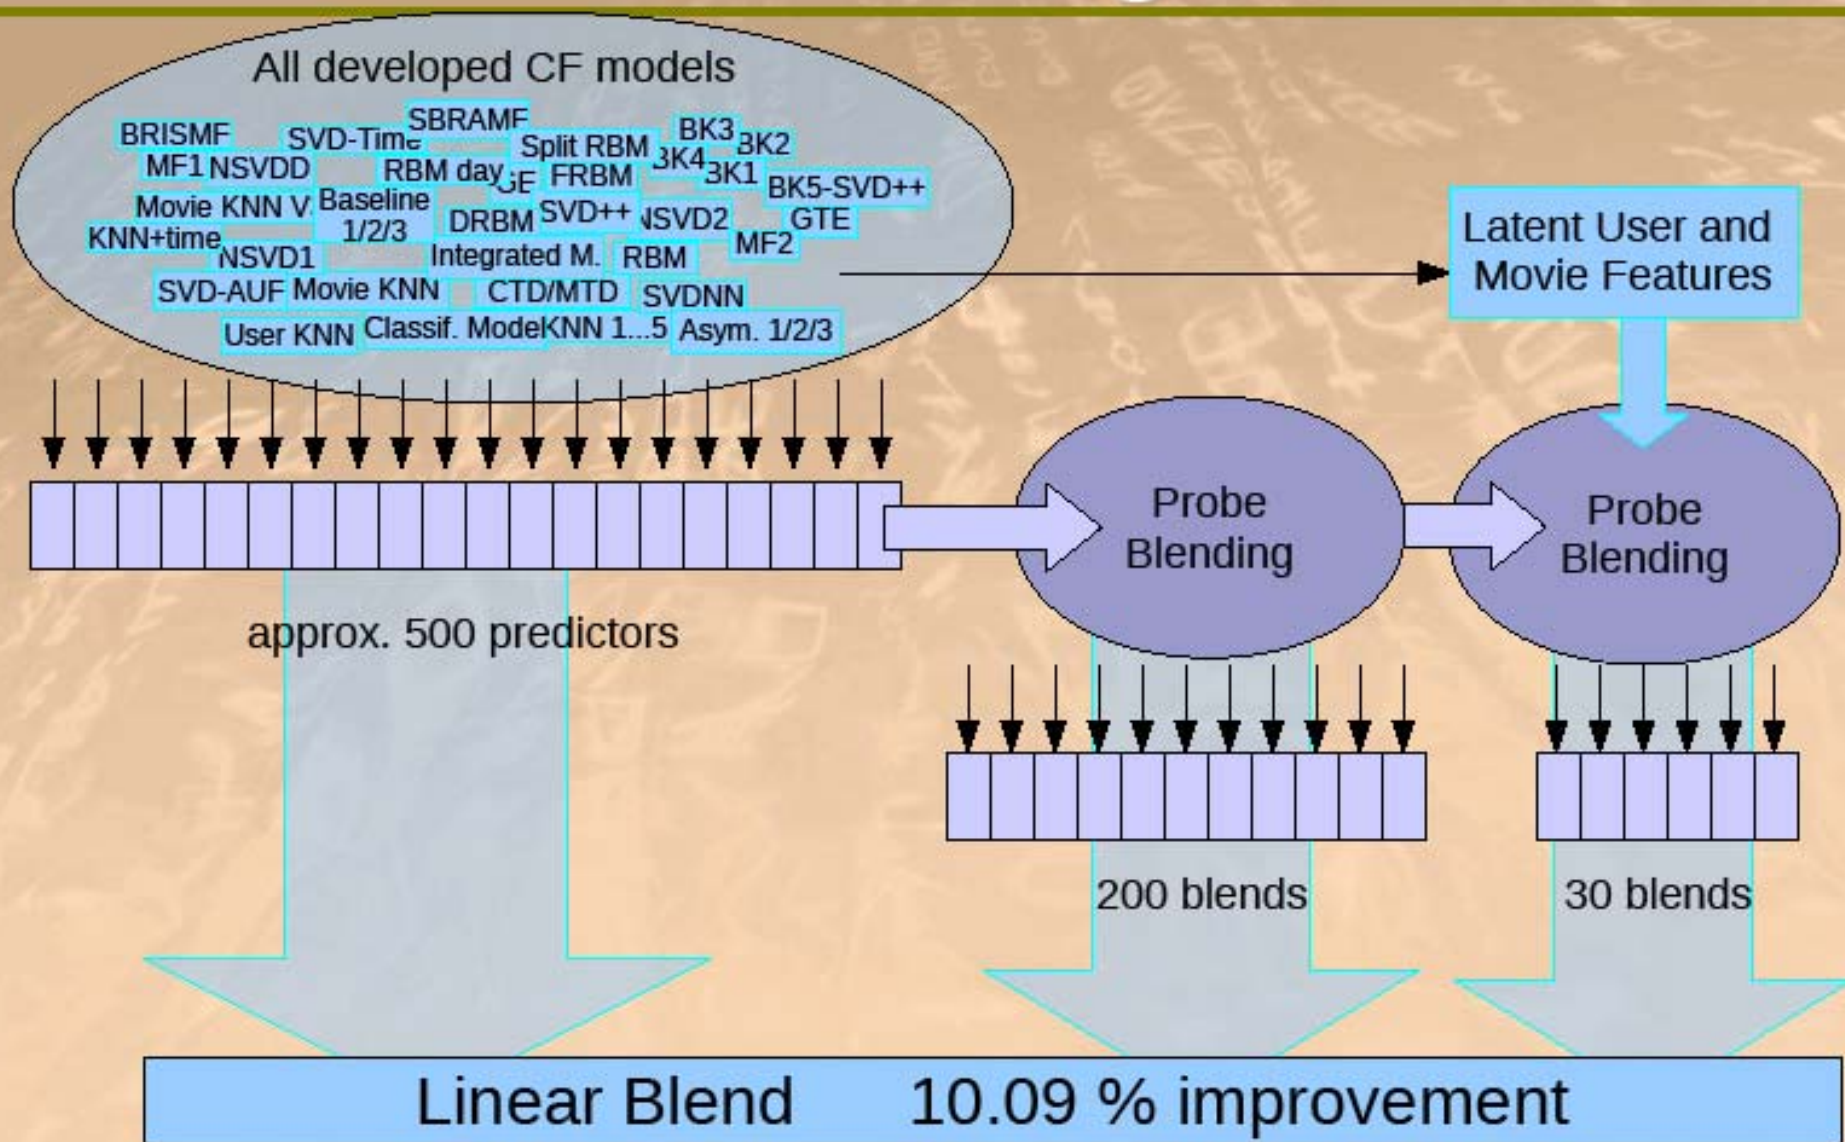 All developed CF models
SBRAMF
BRISMF
SVD-Time
BK3
BK2
Split RBM
MF1
NSVDD
RBM day
FRBM
BK4
BK1
BK5-SVD++
Movie KNN V
Baseline
1/2/3
DRBM
SVD++
NSVD2
GTE
KNN+time
NSVD1
Integrated M.
RBM
MF2
SVD-AUF
Movie KNN
CTD/MTD
SVDNN
User KNN
Classif. Model
KNN 1...5
Asym. 1/2/3
Latent User and
Movie Features
Probe
Blending
Probe
Blending
approx. 500 predictors
200 blends
30 blends
Linear Blend 10.09 % improvement